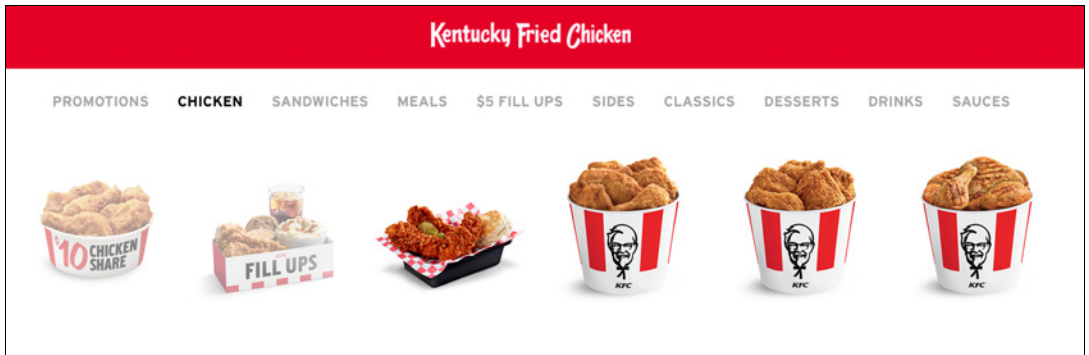 Kentucky Fried Chicken
PROMOTIONS CHICKEN SANDWICHES MEALS $5 FILL UPS SIDES CLASSICS DESSERTS DRINKS SAUCES
$10 CHICKEN
SHARE
FILL UPS
KFC
KFC
KFC